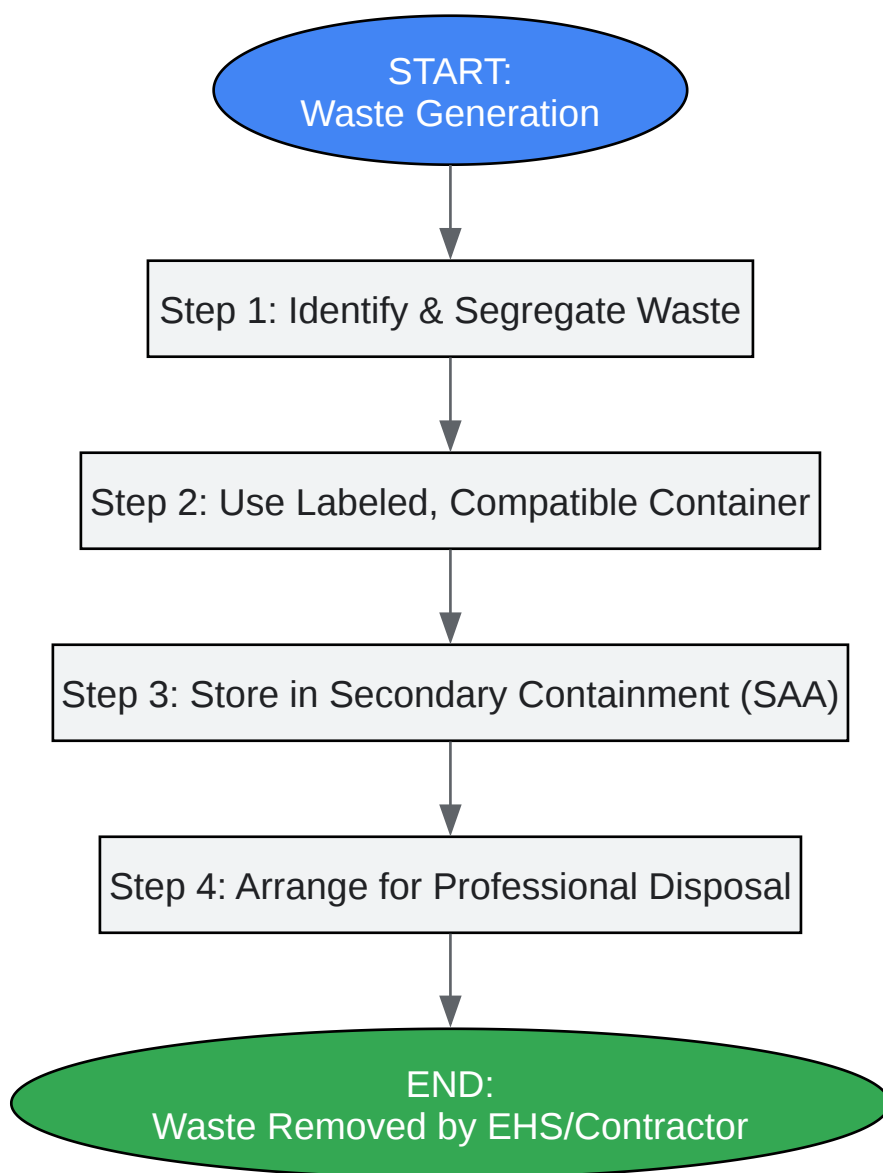 START:
Waste Generation
Step 1: Identify & Segregate Waste
Step 2: Use Labeled, Compatible Container
Step 3: Store in Secondary Containment (SAA)
Step 4: Arrange for Professional Disposal
END:
Waste Removed by EHS/Contractor